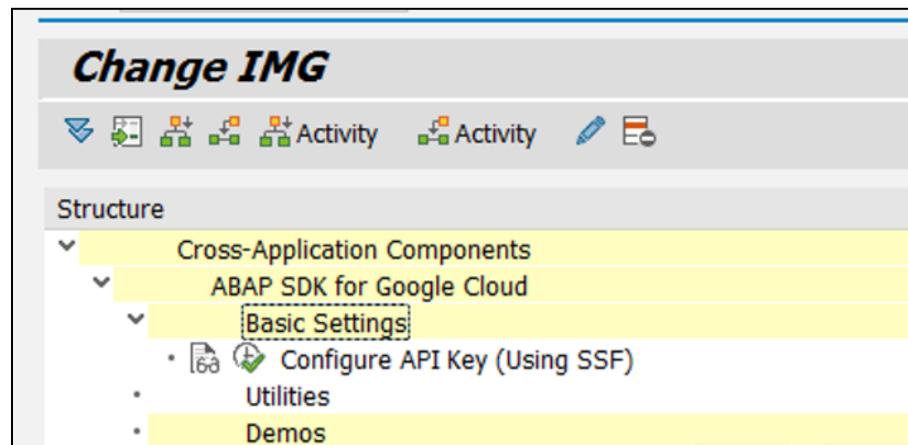 Change IMG
Activity Activity
Structure
Cross-Application Components
ABAP SDK for Google Cloud
Basic Settings
Configure API Key (Using SSF)
Utilities
Demos